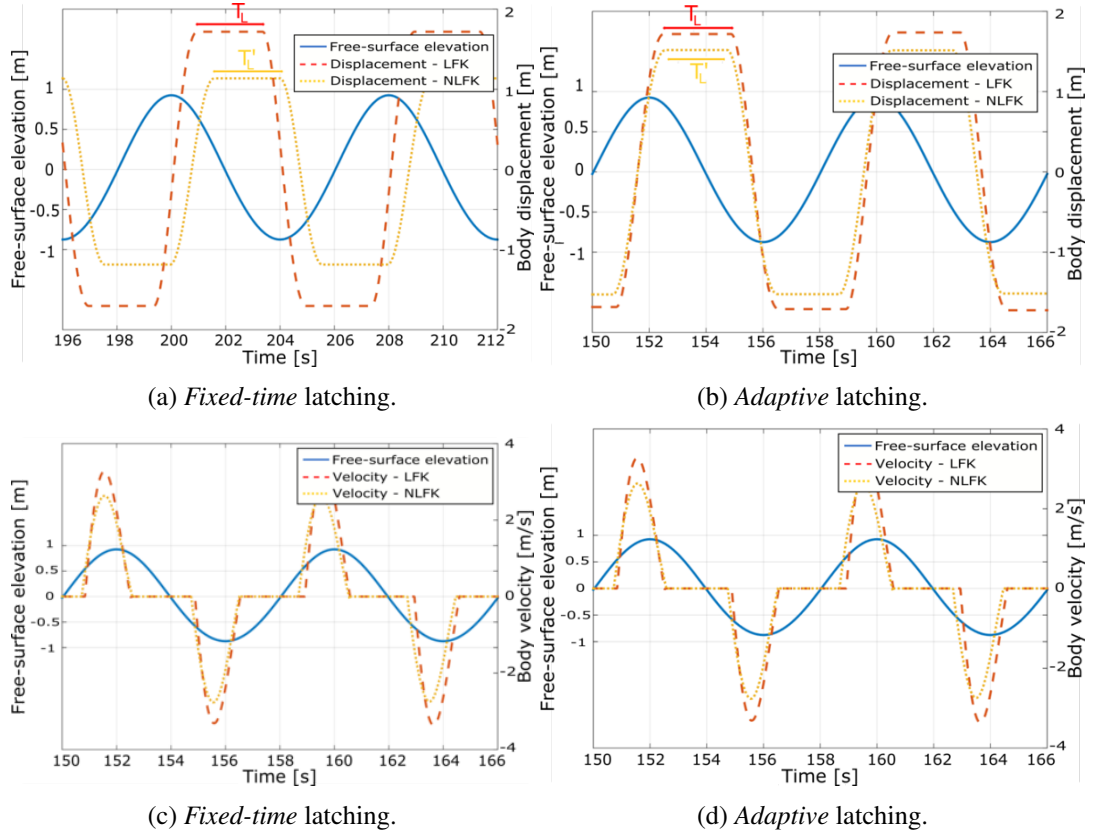 T_L
T_L'
Free-surface elevation
Displacement - LFK
Displacement - NLFK
Free-surface elevation [m]
1
0.5
0
-0.5
-1
2
1
0
-1
-2
Body displacement [m]
196 198 200 202 204 206 208 210 212
Time [s]
(a) Fixed-time latching.
T_L
T_L'
Free-surface elevation
Displacement - LFK
Displacement - NLFK
Free-surface elevation [m]
1
0.5
0
-0.5
-1
2
1
0
-1
-2
Body displacement [m]
150 152 154 156 158 160 162 164 166
Time [s]
(b) Adaptive latching.
Free-surface elevation
Velocity - LFK
Velocity - NLFK
Free-surface elevation [m]
1
0.5
0
-0.5
-1
4
2
0
-2
-4
Body velocity [m/s]
150 152 154 156 158 160 162 164 166
Time [s]
(c) Fixed-time latching.
Free-surface elevation
Velocity - LFK
Velocity - NLFK
Free-surface elevation [m]
1
0.5
0
-0.5
-1
4
2
0
-2
-4
Body velocity [m/s]
150 152 154 156 158 160 162 164 166
Time [s]
(d) Adaptive latching.